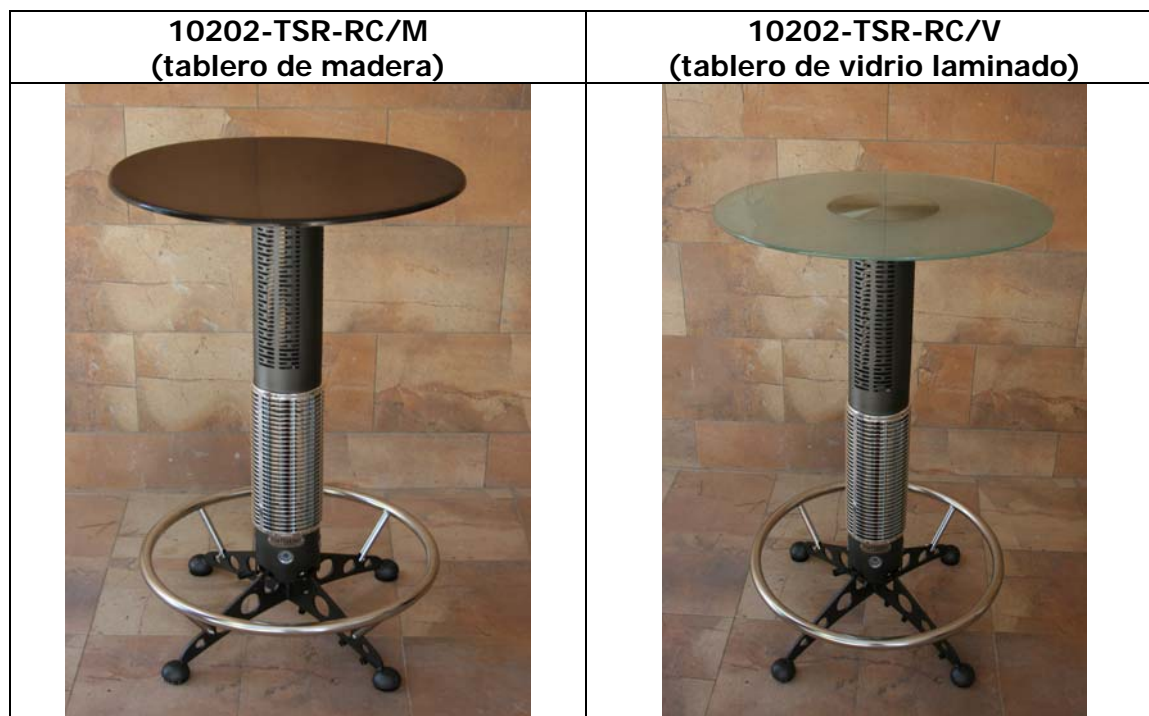 10202-TSR-RC/M
(tablero de madera)
10202-TSR-RC/V
(tablero de vidrio laminado)